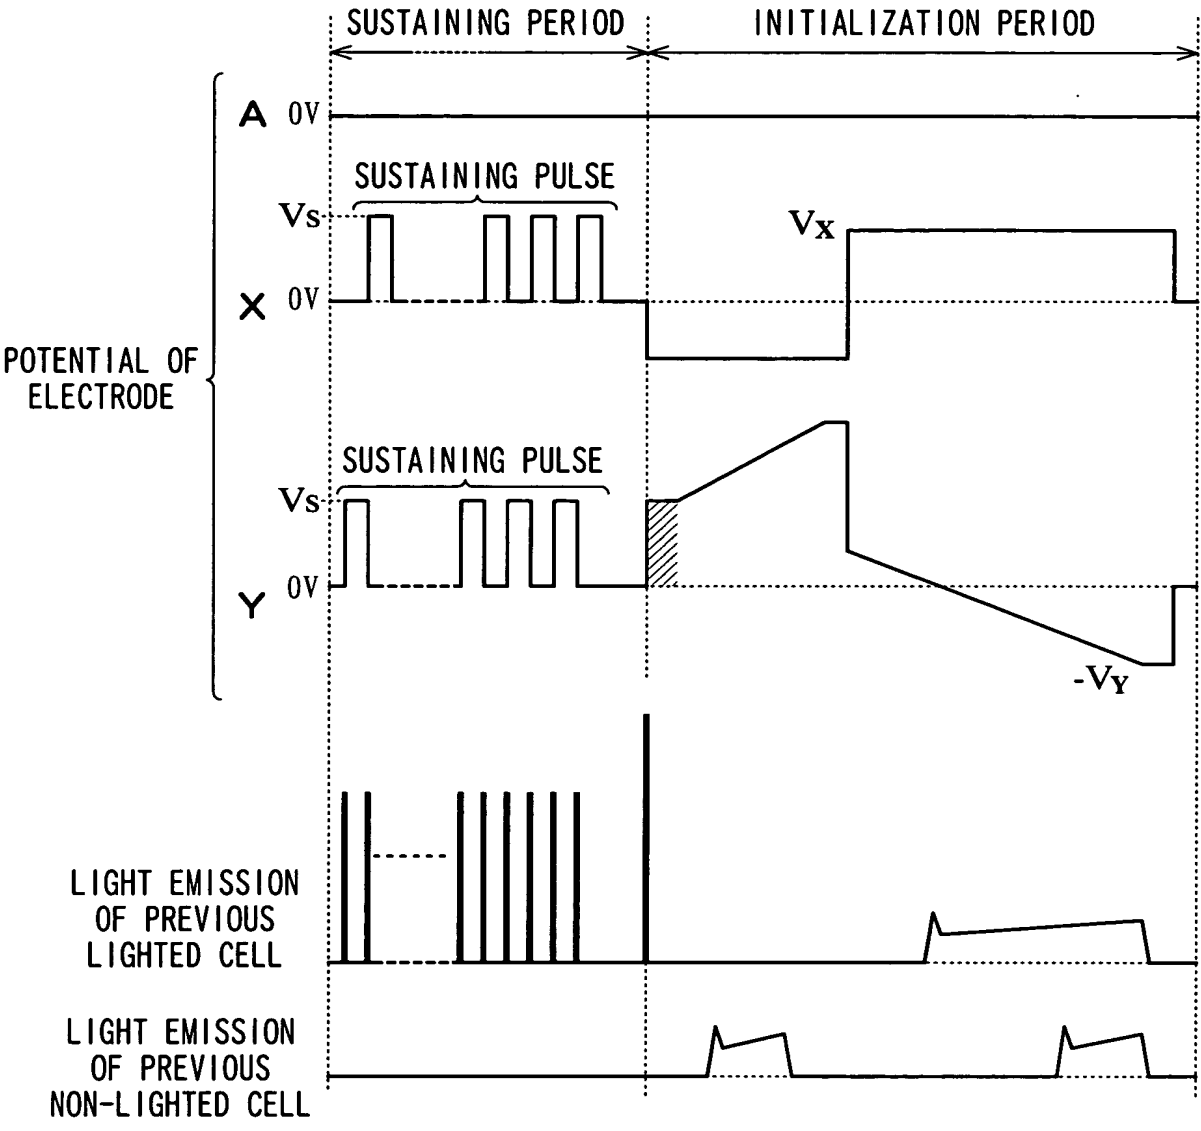 SUSTAINING PERIOD
INITIALIZATION PERIOD
A 0V
SUSTAINING PULSE
Vs
VX
X 0V
POTENTIAL OF
ELECTRODE
SUSTAINING PULSE
Vs
0V
Y
-VY
LIGHT EMISSION
OF PREVIOUS
LIGHTED CELL
LIGHT EMISSION
OF PREVIOUS
NON-LIGHTED CELL